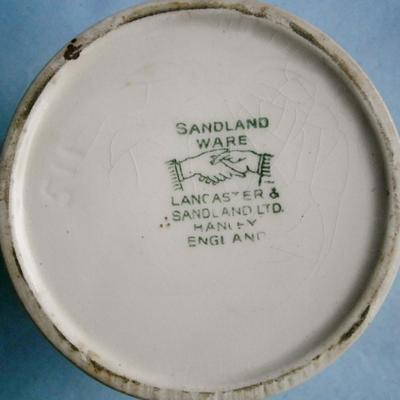 SANDLAND
WARE
LANCASTER &
SANDLAND LTD.
HANLEY
ENGLAND